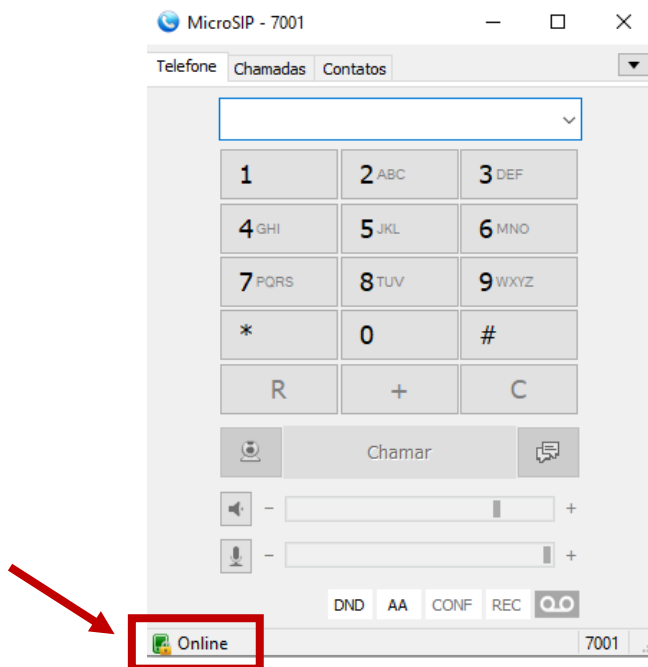 MicroSIP - 7001
Telefone Chamadas Contatos
1 2 ABC 3 DEF
4 GHI 5 JKL 6 MNO
7 PQRS 8 TUV 9 WXYZ
* 0 #
R + C
Chamar
- +
- +
DND AA CONF REC
Online 7001